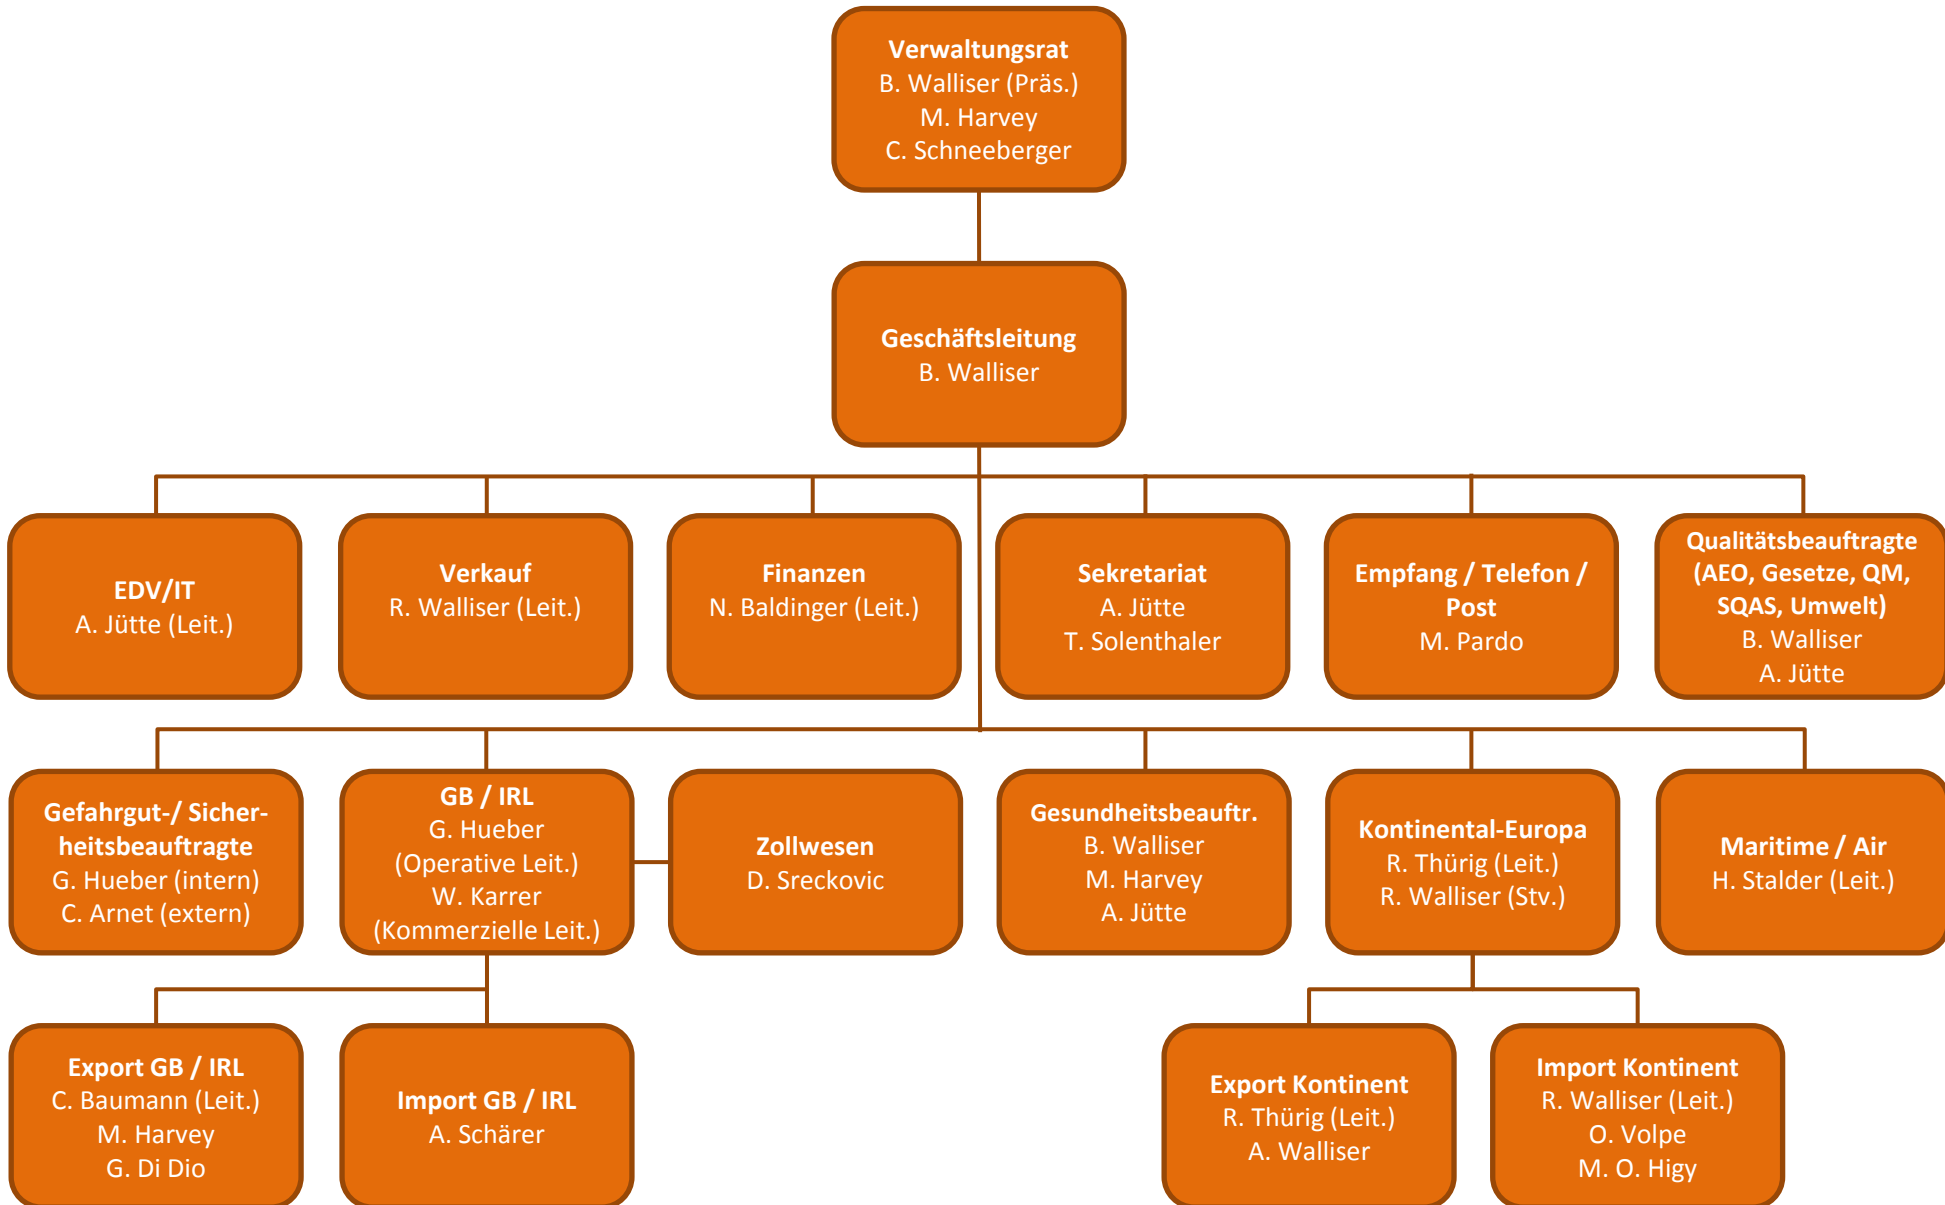 Verwaltungsrat
B. Walliser (Präs.)
M. Harvey
C. Schneeberger
Geschäftsleitung
B. Walliser
EDV/IT
A. Jütte (Leit.)
Verkauf
R. Walliser (Leit.)
Finanzen
N. Baldinger (Leit.)
Sekretariat
A. Jütte
T. Solenthaler
Empfang / Telefon /
Post
M. Pardo
Qualitätsbeauftragte
(AEO, Gesetze, QM,
SQAS, Umwelt)
B. Walliser
A. Jütte
Gefahrgut-/ Sicher-
heitsbeauftragte
G. Hueber (intern)
C. Arnet (extern)
GB / IRL
G. Hueber
(Operative Leit.)
W. Karrer
(Kommerzielle Leit.)
Zollwesen
D. Sreckovic
Gesundheitsbeauftr.
B. Walliser
M. Harvey
A. Jütte
Kontinental-Europa
R. Thürig (Leit.)
R. Walliser (Stv.)
Maritime / Air
H. Stalder (Leit.)
Export GB / IRL
C. Baumann (Leit.)
M. Harvey
G. Di Dio
Import GB / IRL
A. Schärer
Export Kontinent
R. Thürig (Leit.)
A. Walliser
Import Kontinent
R. Walliser (Leit.)
O. Volpe
M. O. Higy